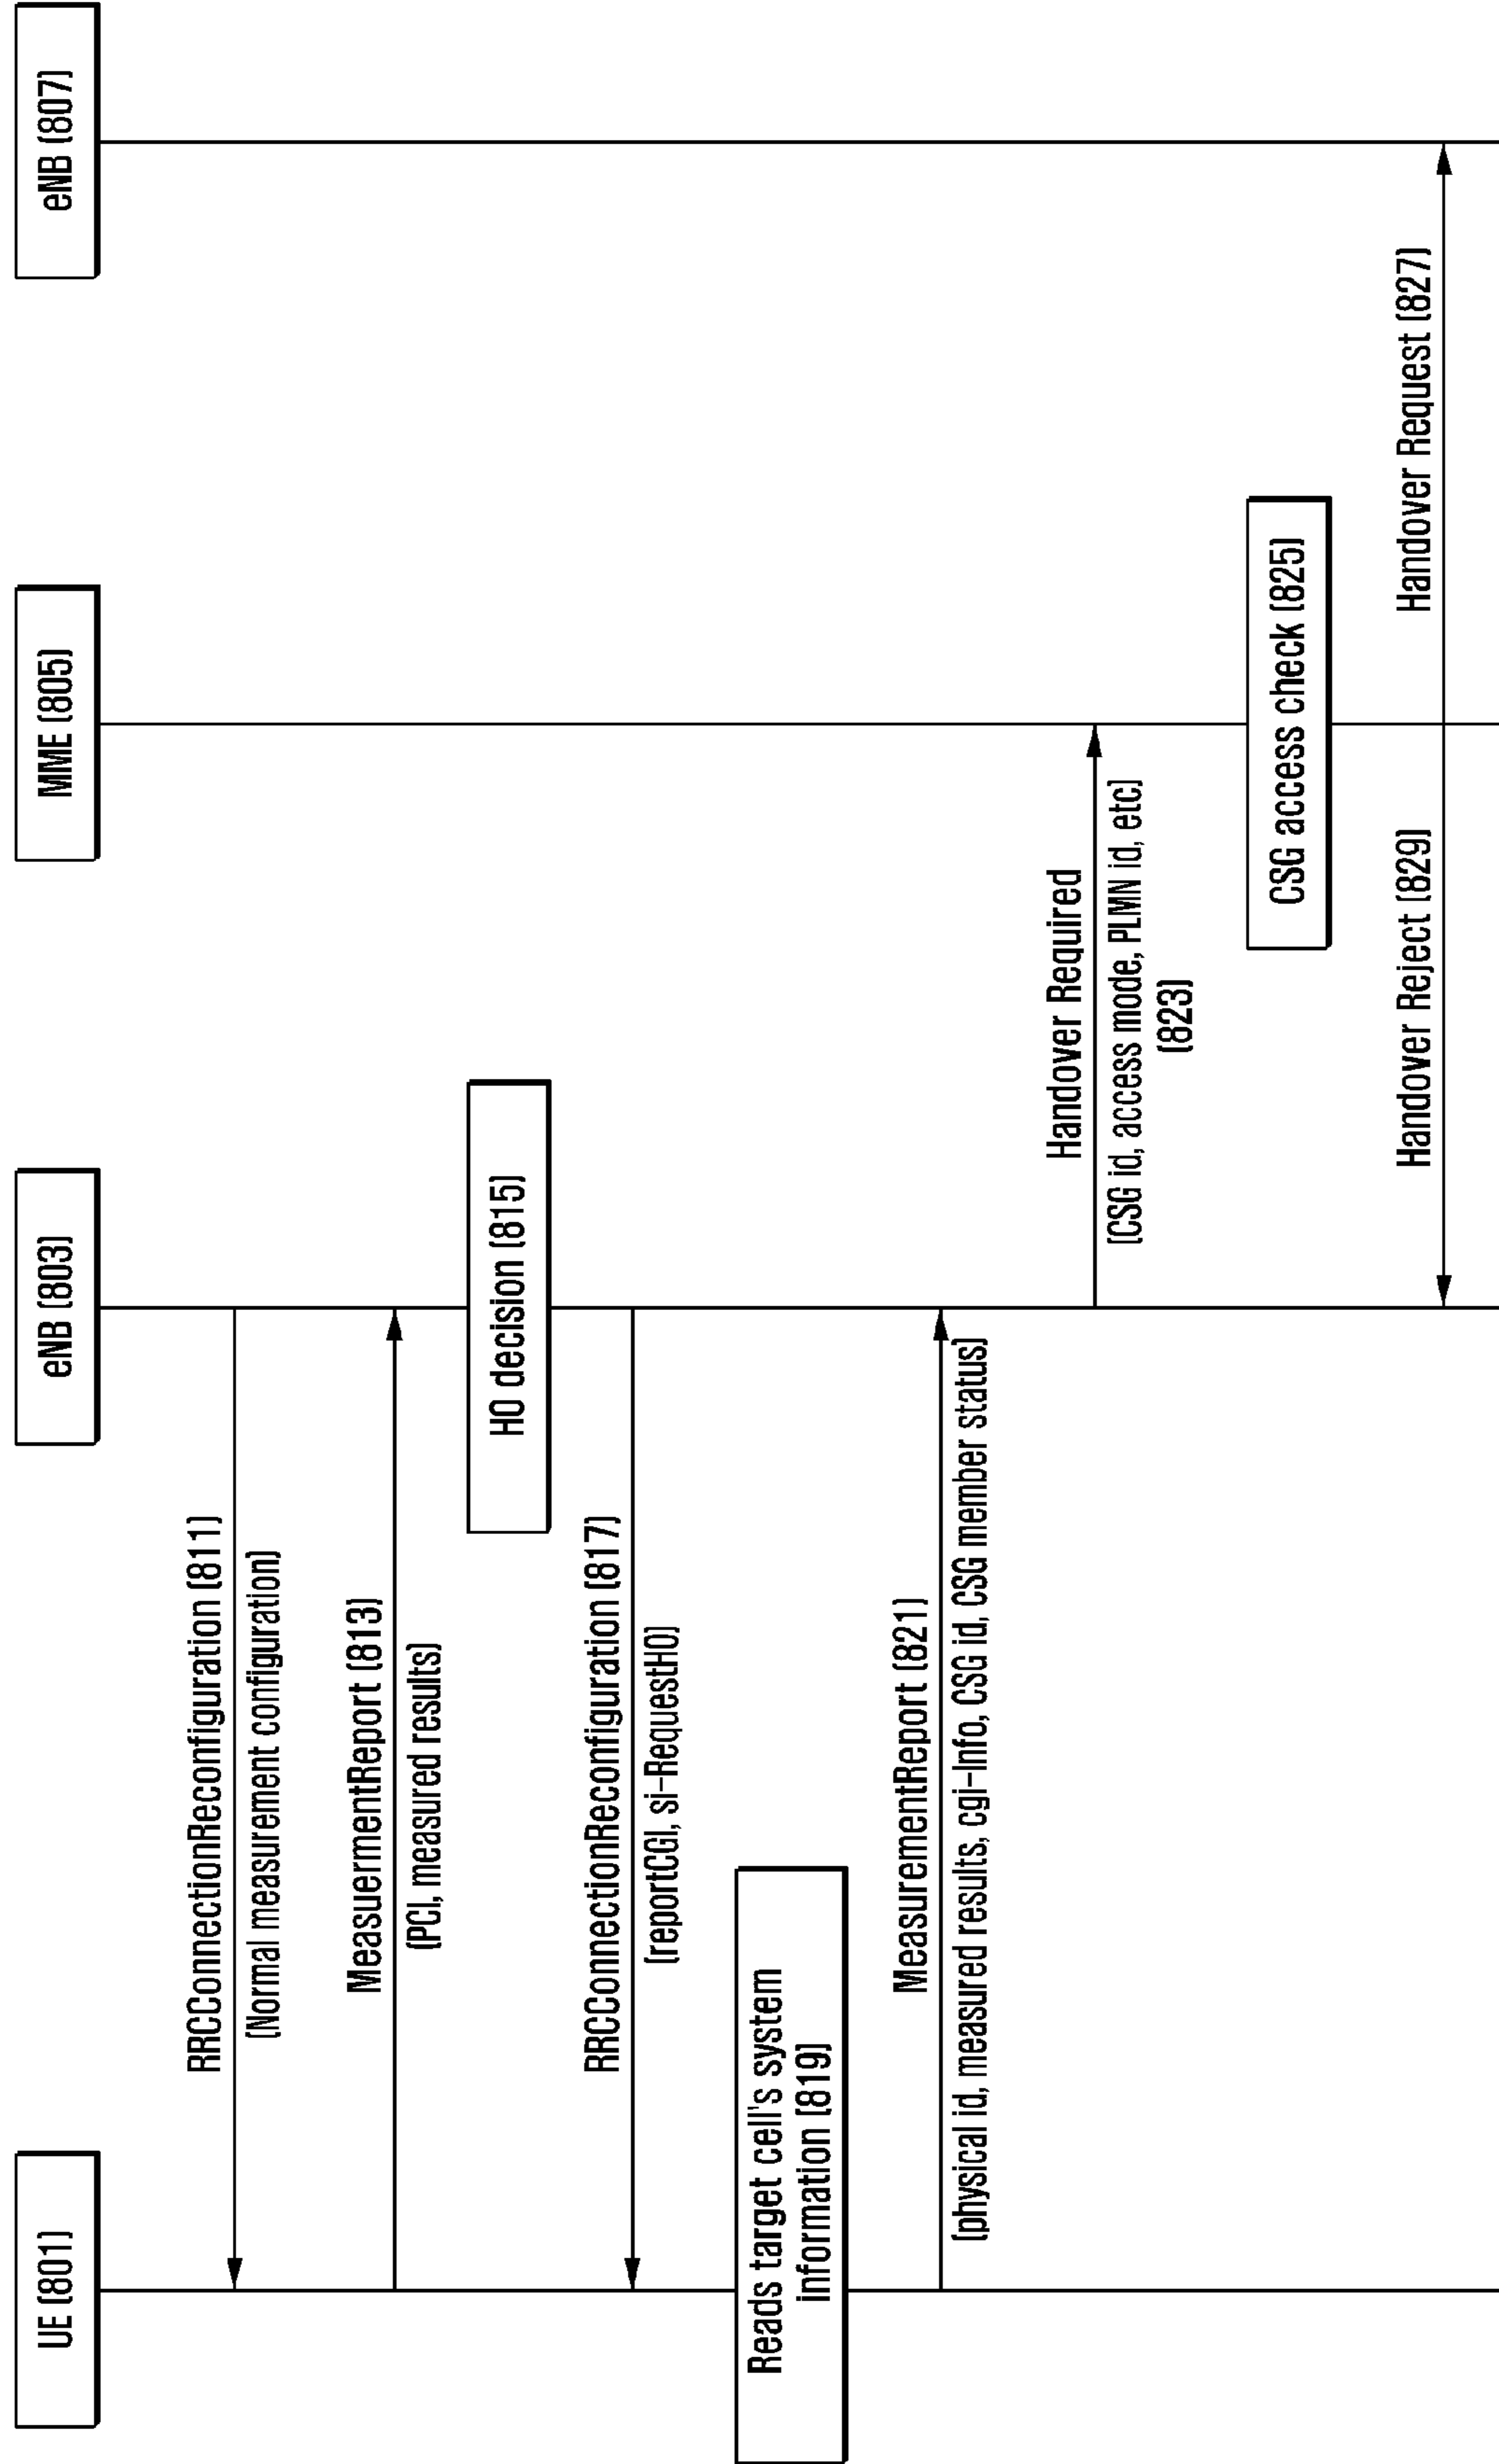 UE (801)
eNB (803)
MME (805)
eNB (807)
RRCConnectionReconfiguration (811)
(Normal measurement configuration)
MeasuermentReport (813)
(PCI, measured results)
HO decision (815)
RRCConnectionReconfiguration (817)
(reportCGI, si-RequestHO)
Reads target cell's system
information (819)
MeasurementReport (821)
(physical id, measured results, cgi-Info, CSG id, CSG member status)
Handover Required
(CSG id, access mode, PLMN id, etc)
(823)
CSG access check (825)
Handover Reject (829)
Handover Request (827)